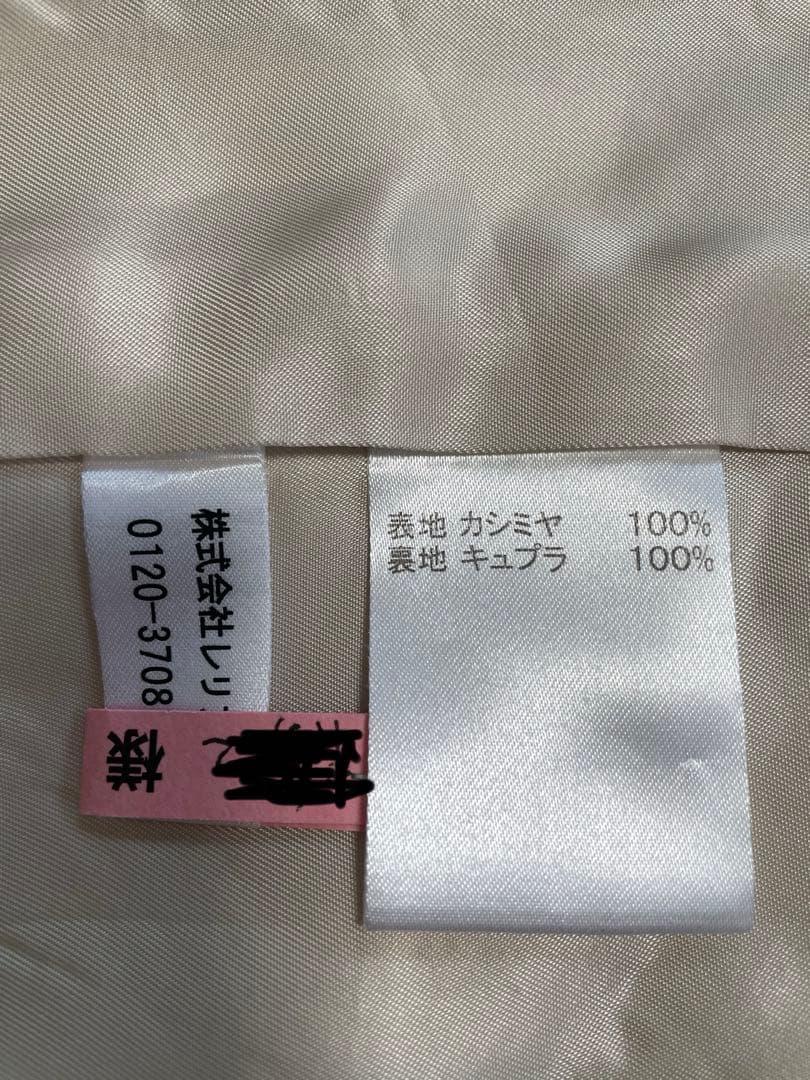 株式会社レリ
0120-3708
様
表地 カシミヤ 100%
裏地 キュプラ 100%